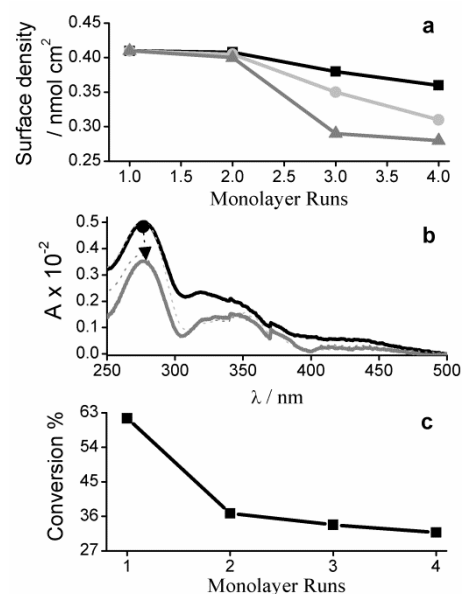 a
Surface density
/ nmol cm²
0.45
0.40
0.35
0.30
0.25
1.0 1.5 2.0 2.5 3.0 3.5 4.0
Monolayer Runs
b
A x 10⁻²
0.5
0.4
0.3
0.2
0.1
0.0
250 300 350 400 450 500
λ / nm
c
Conversion %
63
54
45
36
27
1 2 3 4
Monolayer Runs